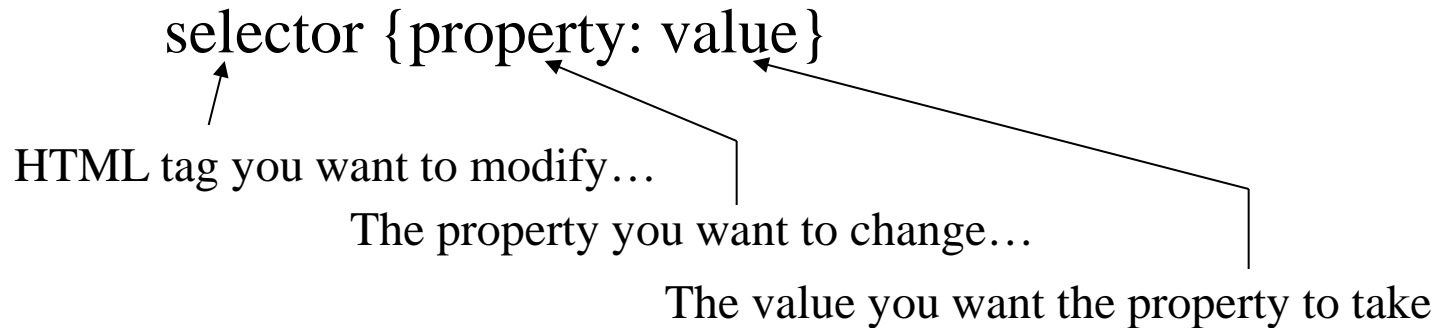 selector {property: value}
HTML tag you want to modify…
The property you want to change…
The value you want the property to take